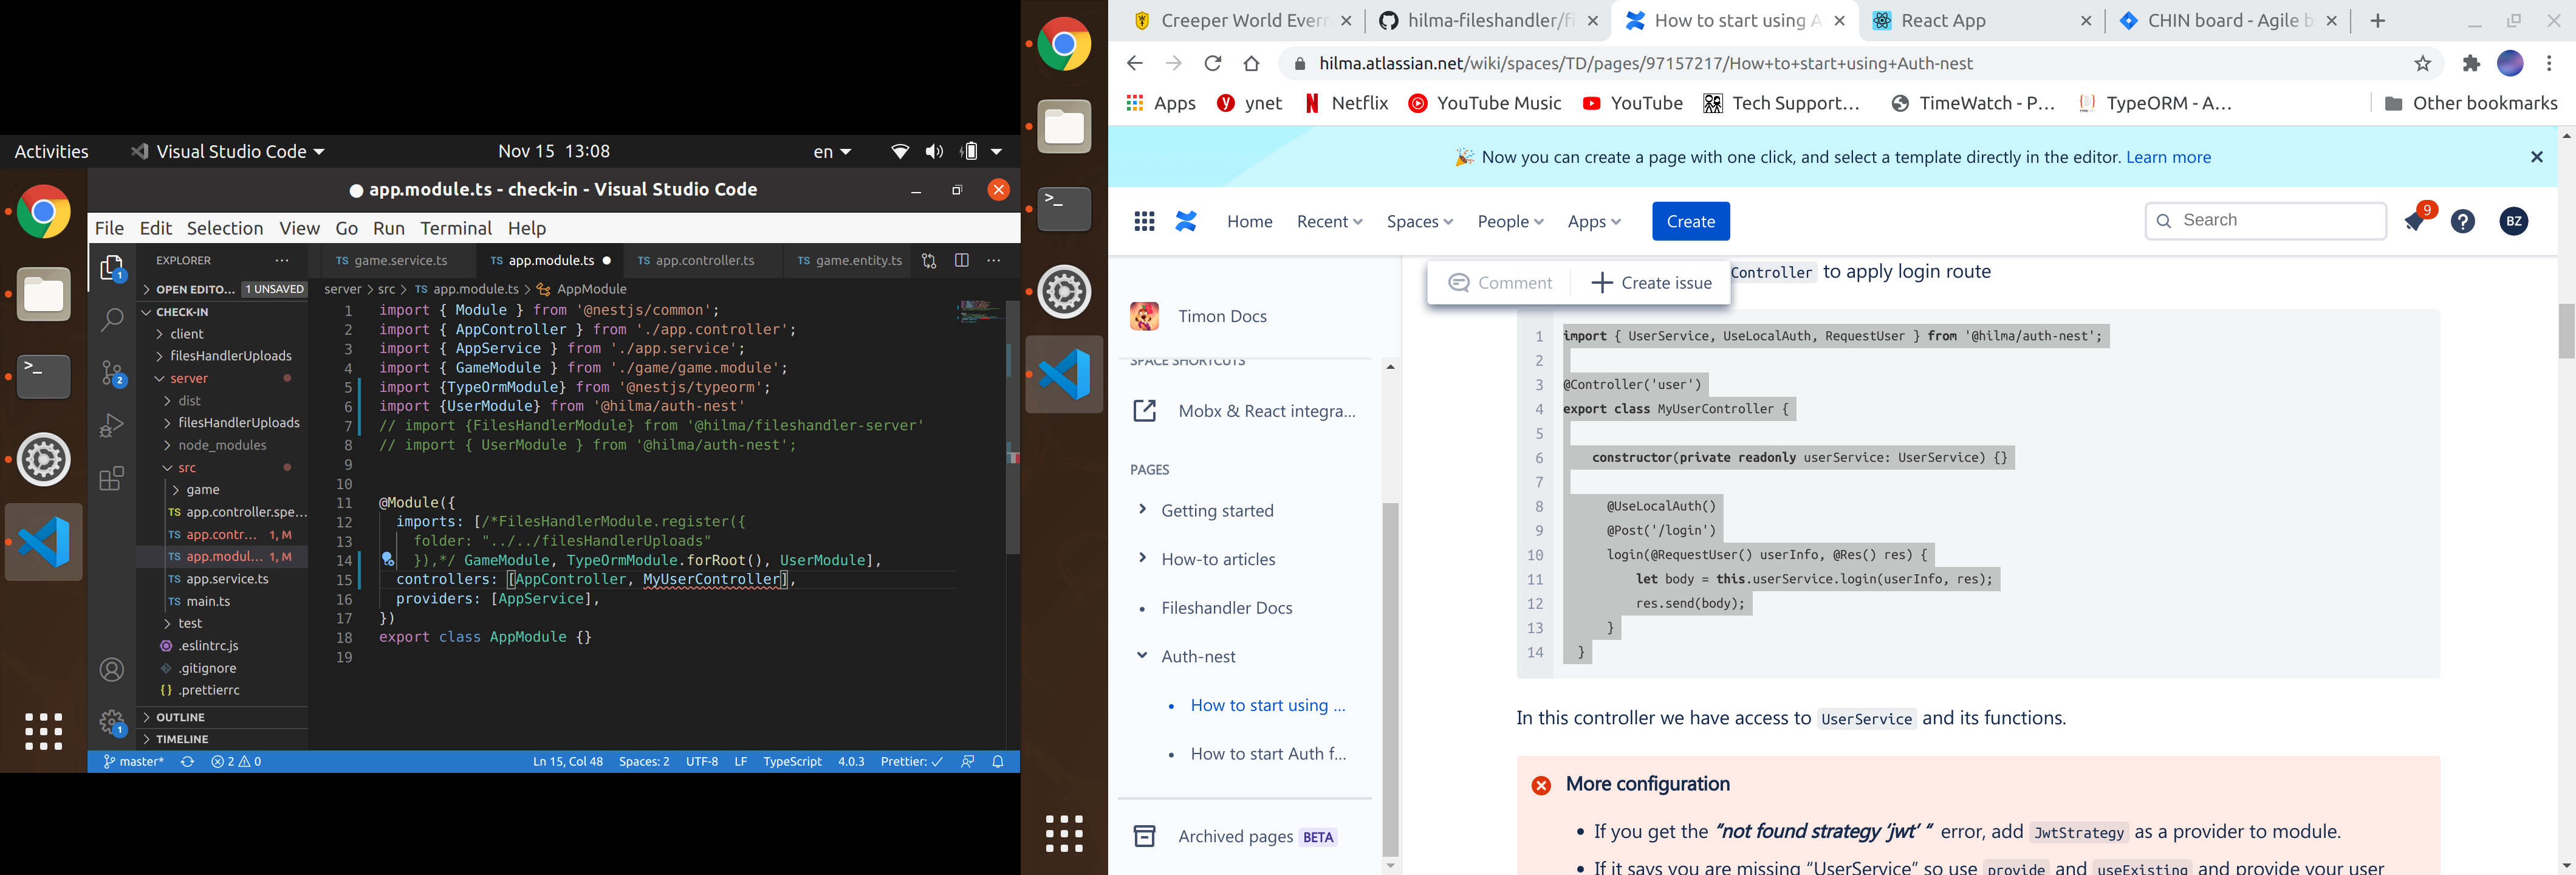 Activities
Visual Studio Code
Nov 15 13:08
en
● app.module.ts - check-in - Visual Studio Code
File Edit Selection View Go Run Terminal Help
EXPLORER
OPEN EDITO... 1 UNSAVED
CHECK-IN
client
filesHandlerUploads
server
dist
filesHandlerUploads
node_modules
src
game
TS app.controller.spe...
TS app.contr... 1, M
TS app.modul... 1, M
TS app.service.ts
TS main.ts
test
.eslintrc.js
.gitignore
{} .prettierrc
OUTLINE
TIMELINE
1
2
1
TS game.service.ts
TS app.module.ts ●
TS app.controller.ts
TS game.entity.ts
server > src > TS app.module.ts > AppModule
1 import { Module } from '@nestjs/common';
2 import { AppController } from './app.controller';
3 import { AppService } from './app.service';
4 import { GameModule } from './game/game.module';
5 import {TypeOrmModule} from '@nestjs/typeorm';
6 import {UserModule} from '@hilma/auth-nest'
7 // import {FilesHandlerModule} from '@hilma/fileshandler-server'
8 // import { UserModule } from '@hilma/auth-nest';
9
10
11 @Module({
12 imports: [/*FilesHandlerModule.register({
13 folder: "../../filesHandlerUploads"
14 }),*/ GameModule, TypeOrmModule.forRoot(), UserModule],
15 controllers: [AppController, MyUserController],
16 providers: [AppService],
17 })
18 export class AppModule {}
19
master* 2 0
Ln 15, Col 48 Spaces: 2 UTF-8 LF TypeScript 4.0.3 Prettier: ✓
Creeper World Evern
hilma-fileshandler/fi
How to start using A
React App
CHIN board - Agile b
hilma.atlassian.net/wiki/spaces/TD/pages/97157217/How+to+start+using+Auth-nest
Apps ynet Netflix YouTube Music YouTube Tech Support... TimeWatch - P... TypeORM - A... Other bookmarks
Now you can create a page with one click, and select a template directly in the editor. Learn more
Home Recent Spaces People Apps Create
Search
9
BZ
Timon Docs
SPACE SHORTCUTS
Mobx & React integra...
PAGES
Getting started
How-to articles
Fileshandler Docs
Auth-nest
How to start using ...
How to start Auth f...
Archived pages BETA
Comment
Create issue
Controller to apply login route
1 import { UserService, UseLocalAuth, RequestUser } from '@hilma/auth-nest';
2
3 @Controller('user')
4 export class MyUserController {
5
6 constructor(private readonly userService: UserService) {}
7
8 @UseLocalAuth()
9 @Post('/login')
10 login(@RequestUser() userInfo, @Res() res) {
11 let body = this.userService.login(userInfo, res);
12 res.send(body);
13 }
14 }
In this controller we have access to UserService and its functions.
More configuration
• If you get the “not found strategy ‘jwt’ “ error, add JwtStrategy as a provider to module.
• If it says you are missing “UserService” so use provide and useExisting and provide your user